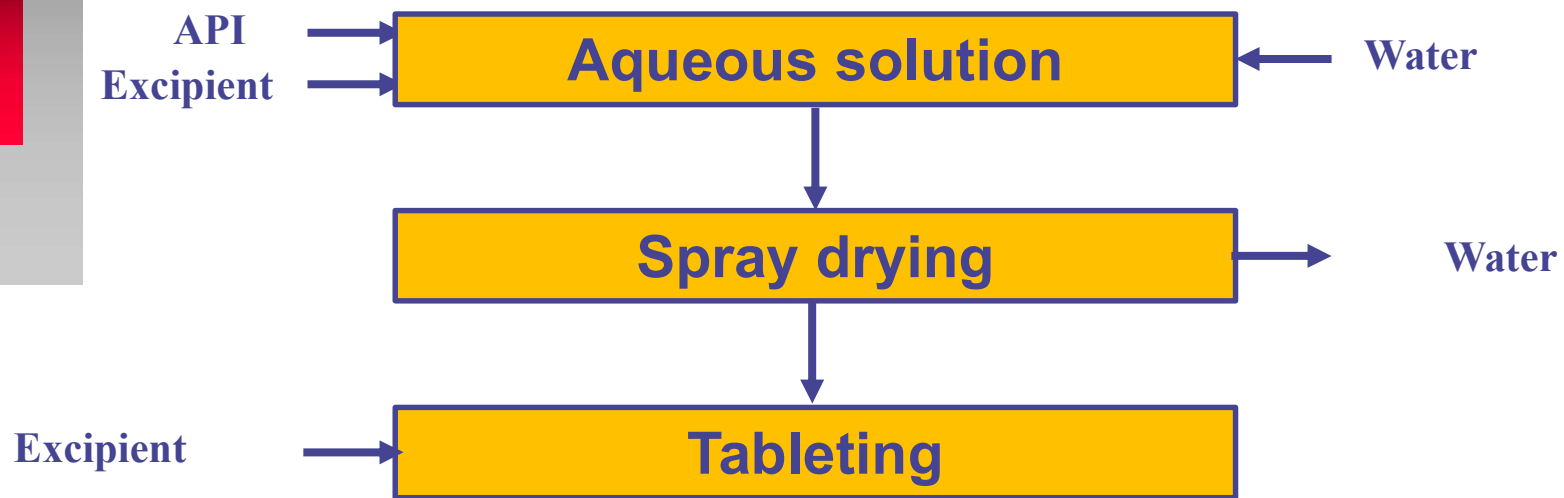 API
Excipient
Aqueous solution
Water
Spray drying
Water
Excipient
Tableting